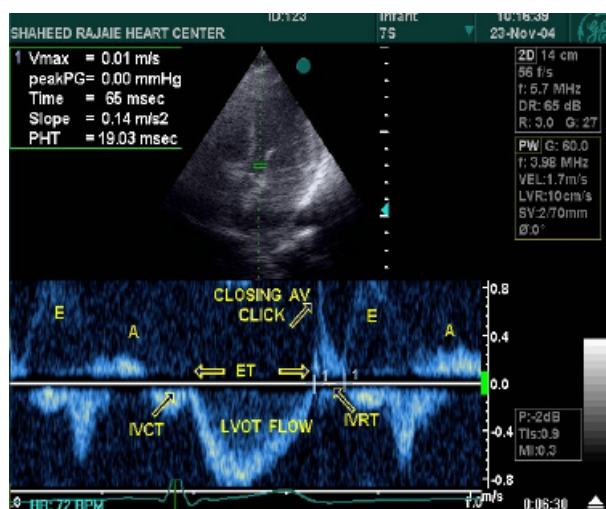 ID:123
SHAHEED RAJAIE HEART CENTER
Infant
7S
10:16:39
23-Nov-04
1 Vmax = 0.01 m/s
peakPG= 0.00 mmHg
Time = 65 msec
Slope = 0.14 m/s2
PHT = 19.03 msec
2D 14 cm
56 f/s
f: 5.7 MHz
DR: 65 dB
R: 3.0 G: 27
PW G: 60.0
f: 3.98 MHz
VEL:1.7m/s
LVR:10cm/s
SV:2/70mm
Ø:0°
E
A
CLOSING AV
CLICK
E
A
ET
1
1
IVCT
LVOT FLOW
IVRT
0.8
0.4
0.0
-0.4
-0.8
m/s
P:-2dB
TIs:0.9
MI:0.3
HR: 72 BPM
0:06:30